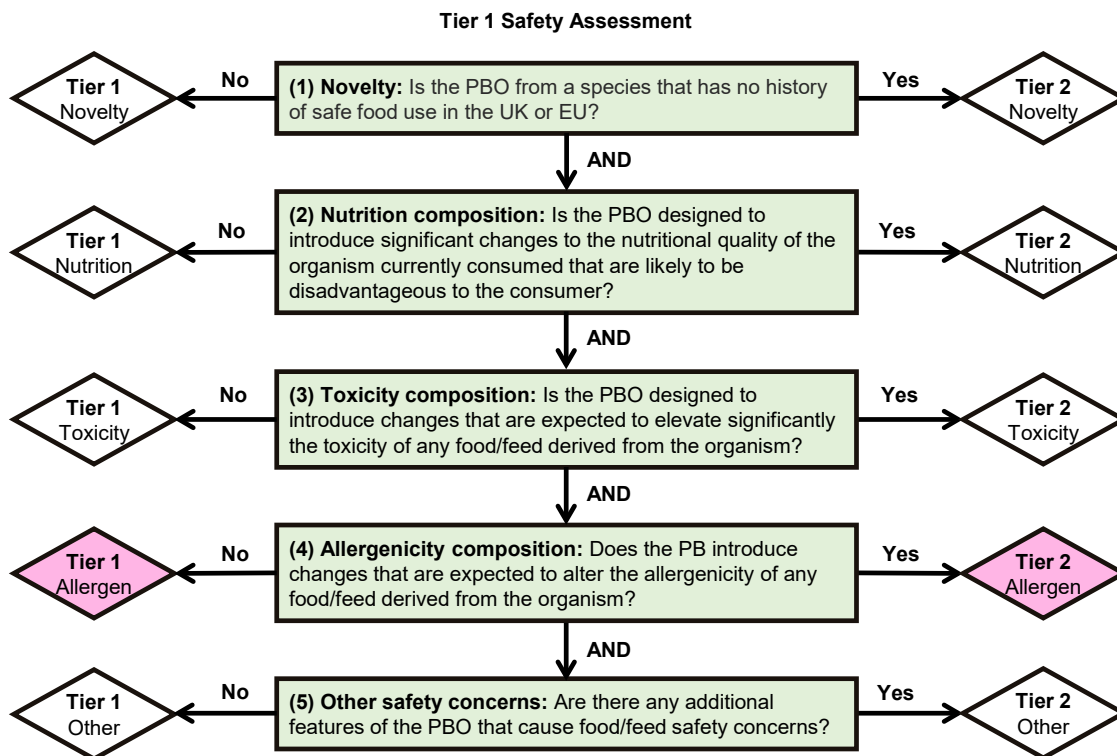 Tier 1 Safety Assessment
Tier 1
Novelty
No
(1) Novelty: Is the PBO from a species that has no history
of safe food use in the UK or EU?
Yes
Tier 2
Novelty
AND
Tier 1
Nutrition
No
(2) Nutrition composition: Is the PBO designed to
introduce significant changes to the nutritional quality of the
organism currently consumed that are likely to be
disadvantageous to the consumer?
Yes
Tier 2
Nutrition
AND
Tier 1
Toxicity
No
(3) Toxicity composition: Is the PBO designed to
introduce changes that are expected to elevate significantly
the toxicity of any food/feed derived from the organism?
Yes
Tier 2
Toxicity
AND
Tier 1
Allergen
No
(4) Allergenicity composition: Does the PB introduce
changes that are expected to alter the allergenicity of any
food/feed derived from the organism?
Yes
Tier 2
Allergen
AND
Tier 1
Other
No
(5) Other safety concerns: Are there any additional
features of the PBO that cause food/feed safety concerns?
Yes
Tier 2
Other